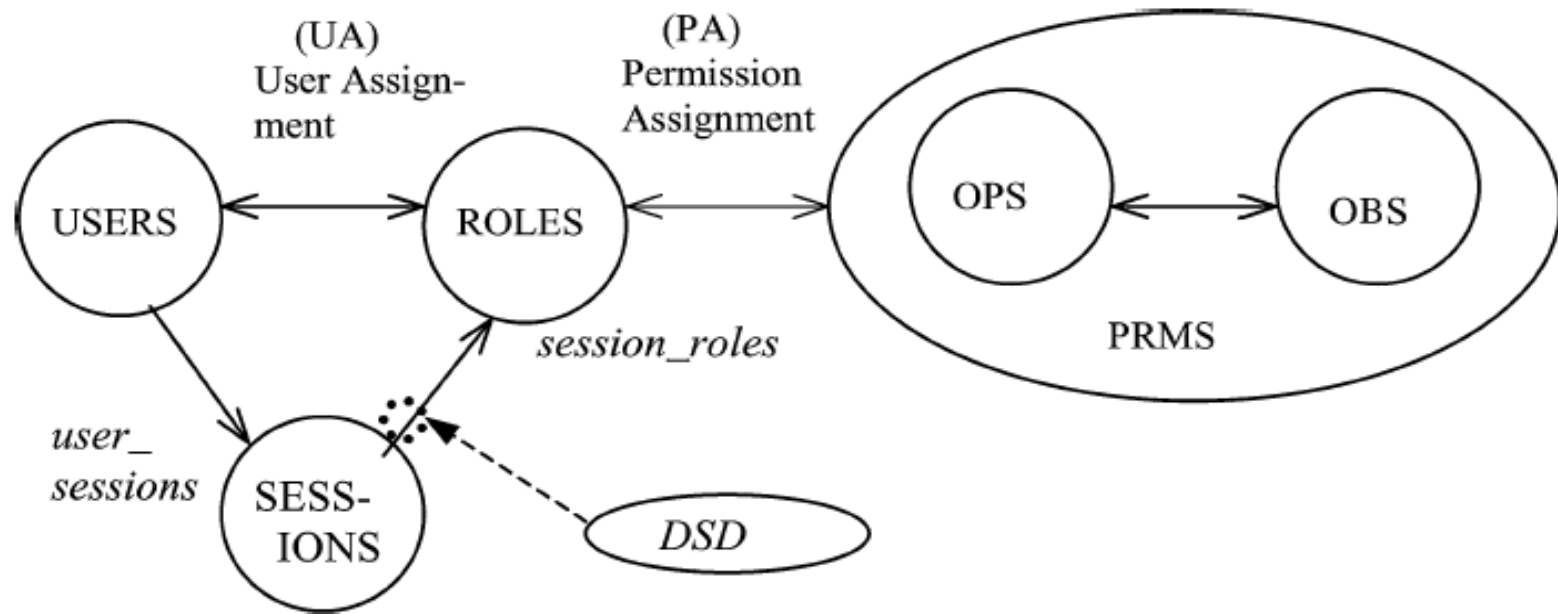 (UA)
User Assign-
ment
(PA)
Permission
Assignment
USERS
ROLES
OPS
OBS
PRMS
session_roles
user_
sessions
SESS-
IONS
DSD